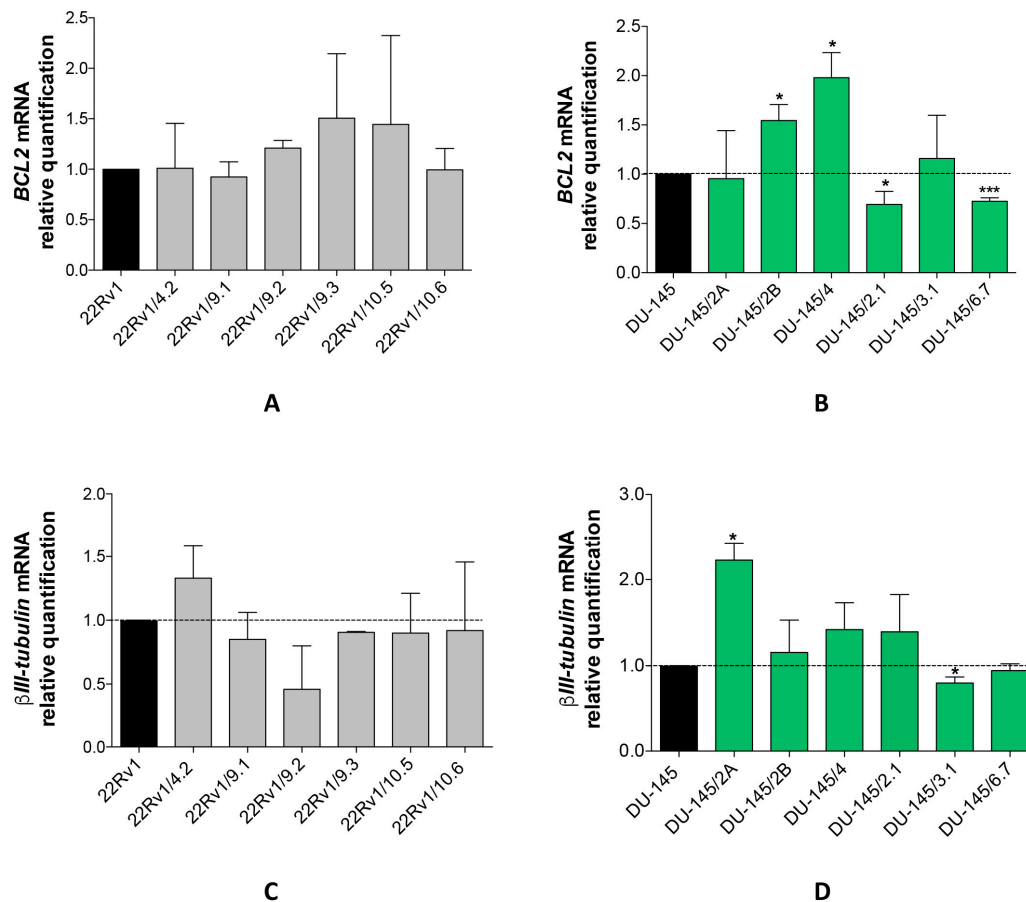 BCL2 mRNA
relative quantification
2.5
2.0
1.5
1.0
0.5
0.0
22Rv1
22Rv1/4.2
22Rv1/9.1
22Rv1/9.2
22Rv1/9.3
22Rv1/10.5
22Rv1/10.6
A
BCL2 mRNA
relative quantification
2.5
2.0
1.5
1.0
0.5
0.0
*
*
*
***
DU-145
DU-145/2A
DU-145/2B
DU-145/4
DU-145/2.1
DU-145/3.1
DU-145/6.7
B
βIII-tubulin mRNA
relative quantification
2.0
1.5
1.0
0.5
0.0
22Rv1
22Rv1/4.2
22Rv1/9.1
22Rv1/9.2
22Rv1/9.3
22Rv1/10.5
22Rv1/10.6
C
βIII-tubulin mRNA
relative quantification
3.0
2.0
1.0
0.0
*
*
DU-145
DU-145/2A
DU-145/2B
DU-145/4
DU-145/2.1
DU-145/3.1
DU-145/6.7
D